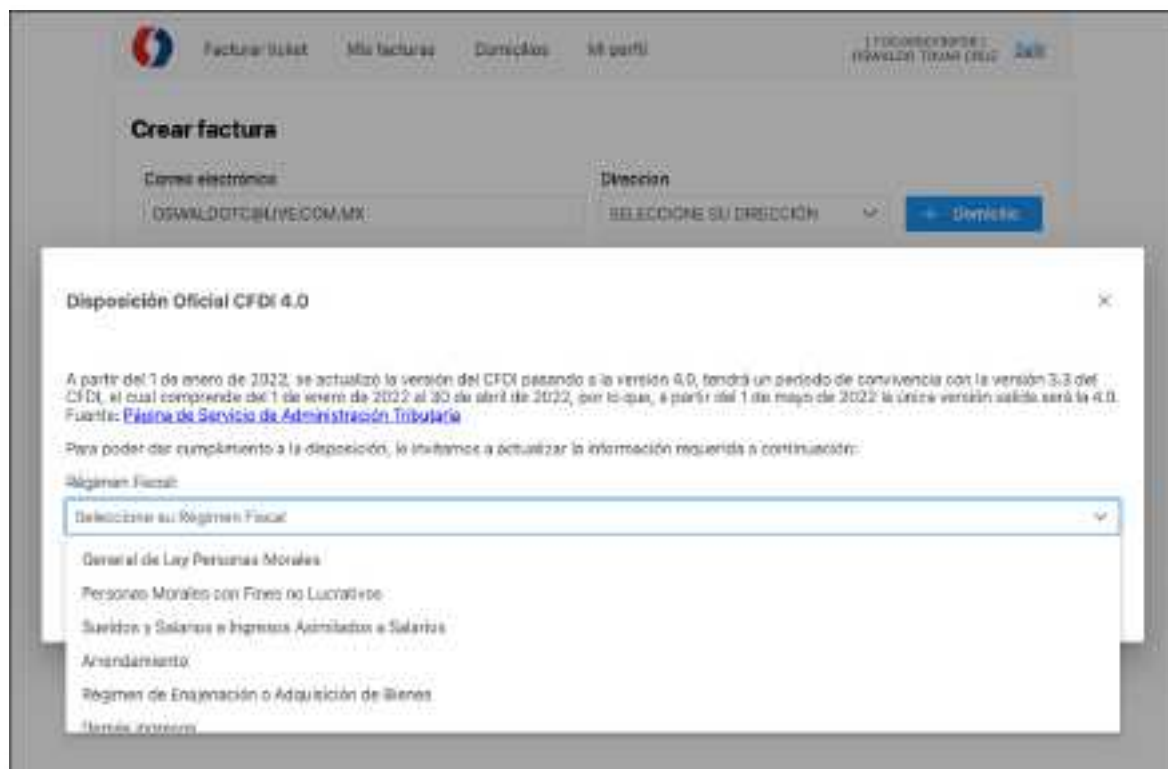 Facturar ticket Mis facturas Domicilios Mi perfil Salir
Crear factura
Correo electrónico Direccion
OSWALDOTC@LIVE.COM.MX SELECCIONE SU DIRECCIÓN + Domicilio
Disposición Oficial CFDI 4.0 ×
A partir del 1 de enero de 2022, se actualizó la versión del CFDI pasando a la versión 4.0, tendrá un periodo de convivencia con la versión 3.3 del
CFDI, el cual comprende del 1 de enero de 2022 al 30 de abril de 2022, por lo que, a partir del 1 de mayo de 2022 la única versión valida será la 4.0.
Fuente: Página de Servicio de Administración Tributaria
Para poder dar cumplimiento a la disposición, le invitamos a actualizar la información requerida a continuación:
Régimen Fiscal:
Seleccione su Régimen Fiscal
General de Ley Personas Morales
Personas Morales con Fines no Lucrativos
Sueldos y Salarios e Ingresos Asimilados a Salarios
Arrendamiento
Régimen de Enajenación o Adquisición de Bienes
Demás ingresos